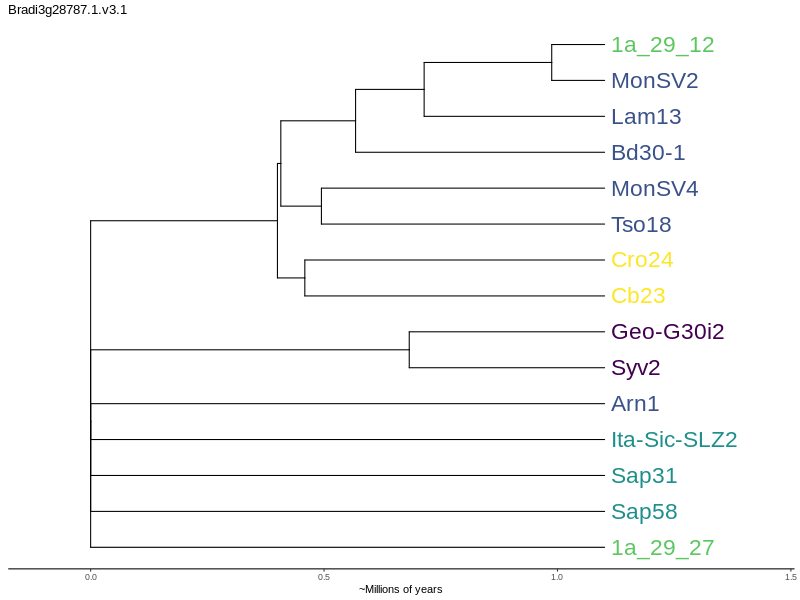 Bradi3g28787.1.v3.1
1a_29_12
MonSV2
Lam13
Bd30-1
MonSV4
Tso18
Cro24
Cb23
Geo-G30i2
Syv2
Arn1
Ita-Sic-SLZ2
Sap31
Sap58
1a_29_27
0.0 0.5 1.0 1.5
~Millions of years